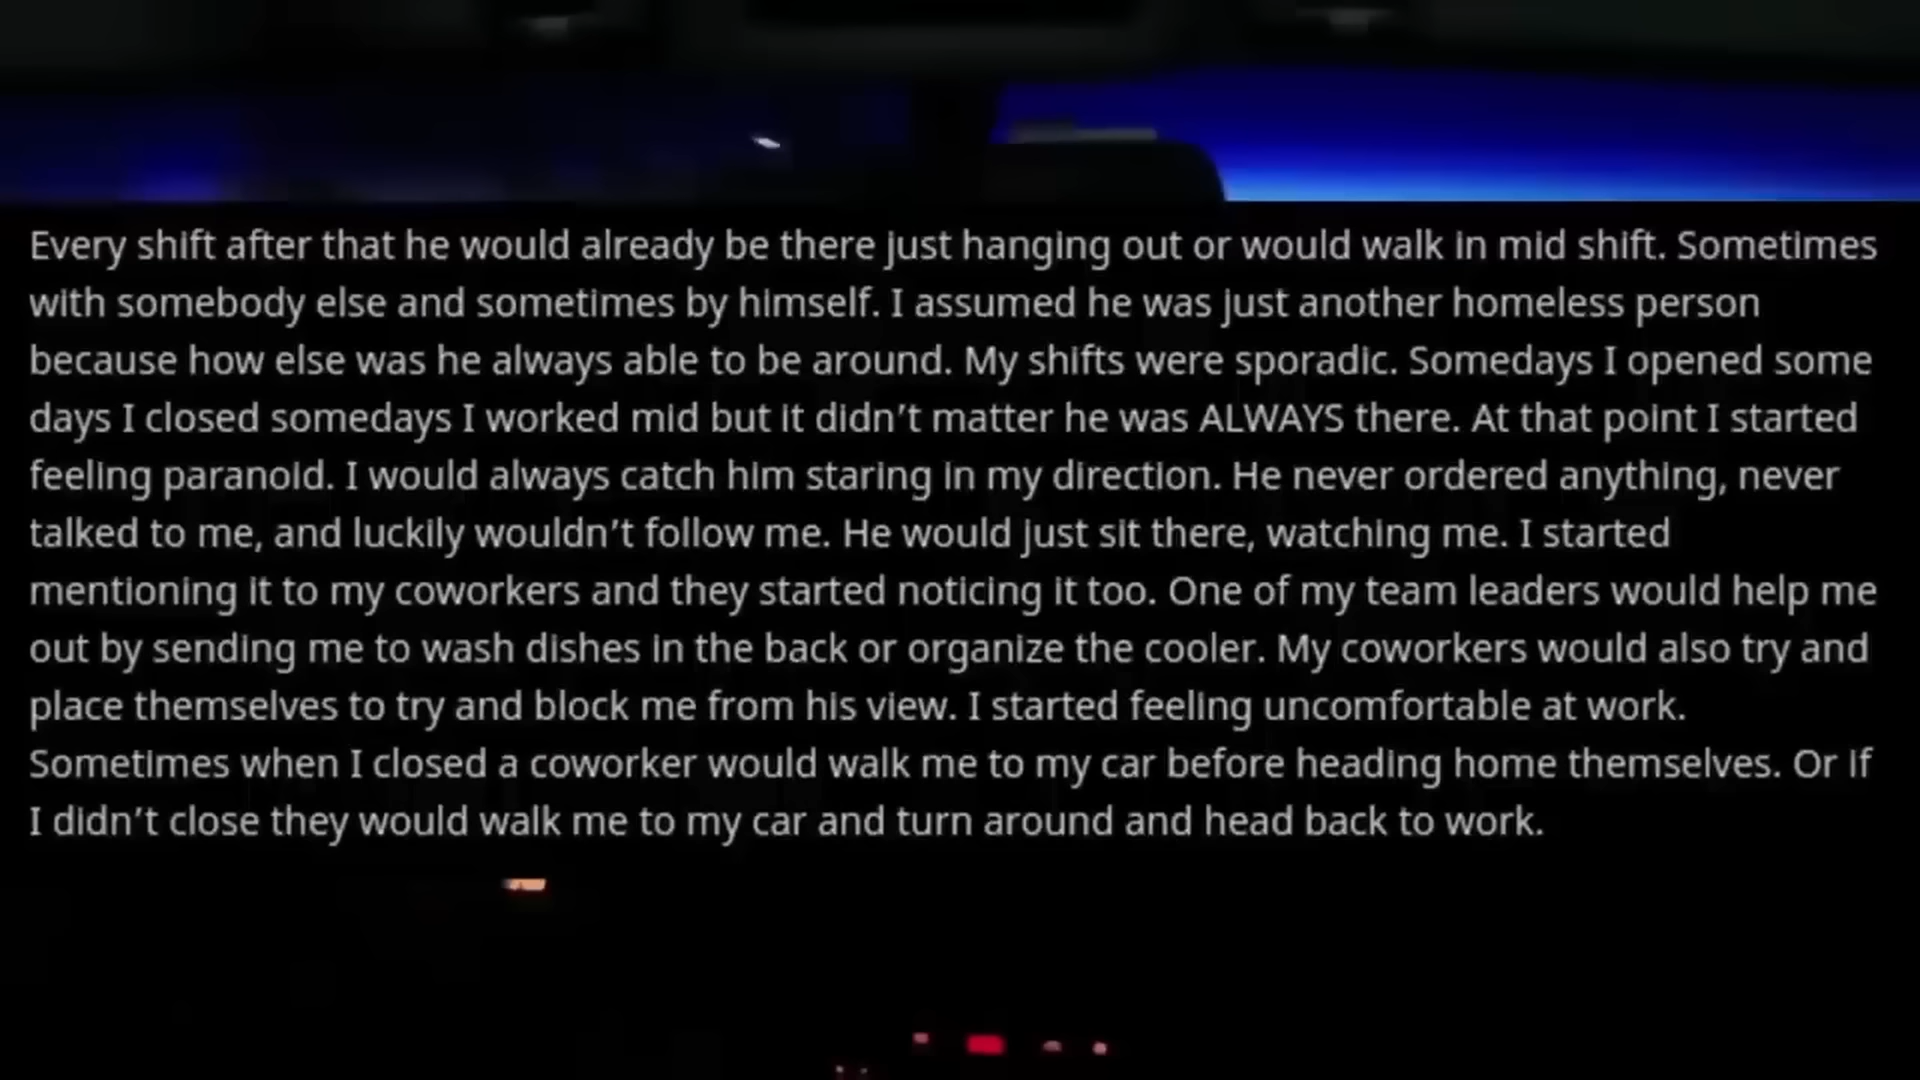 Every shift after that he would already be there just hanging out or would walk in mid shift. Sometimes
with somebody else and sometimes by himself. I assumed he was just another homeless person
because how else was he always able to be around. My shifts were sporadic. Somedays I opened some
days I closed somedays I worked mid but it didn’t matter he was ALWAYS there. At that point I started
feeling paranoid. I would always catch him staring in my direction. He never ordered anything, never
talked to me, and luckily wouldn’t follow me. He would just sit there, watching me. I started
mentioning it to my coworkers and they started noticing it too. One of my team leaders would help me
out by sending me to wash dishes in the back or organize the cooler. My coworkers would also try and
place themselves to try and block me from his view. I started feeling uncomfortable at work.
Sometimes when I closed a coworker would walk me to my car before heading home themselves. Or if
I didn’t close they would walk me to my car and turn around and head back to work.